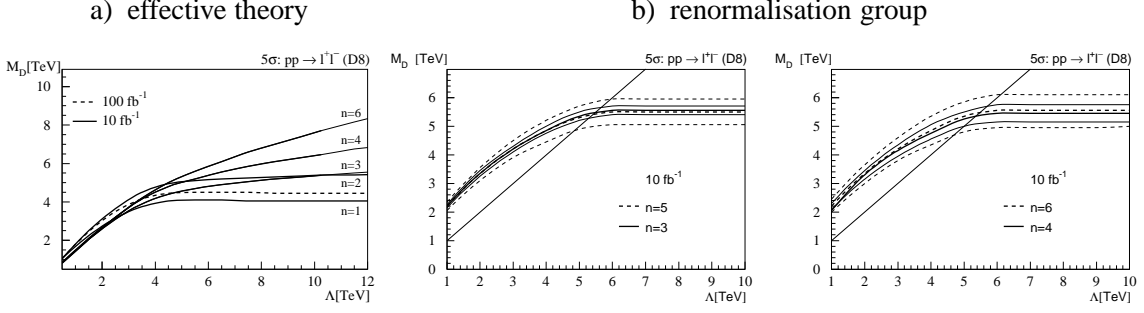 a) effective theory
b) renormalisation group
5σ: pp → l⁺l⁻ (D8)
M_D[TeV]
10
8
6
4
2
100 fb⁻¹
10 fb⁻¹
n=6
n=4
n=3
n=2
n=1
2 4 6 8 10 12
Λ[TeV]
5σ: pp → l⁺l⁻ (D8)
M_D [TeV]
6
5
4
3
2
1
0
10 fb⁻¹
n=5
n=3
1 2 3 4 5 6 7 8 9 10
Λ[TeV]
5σ: pp → l⁺l⁻ (D8)
M_D [TeV]
6
5
4
3
2
1
0
10 fb⁻¹
n=6
n=4
1 2 3 4 5 6 7 8 9 10
Λ[TeV]